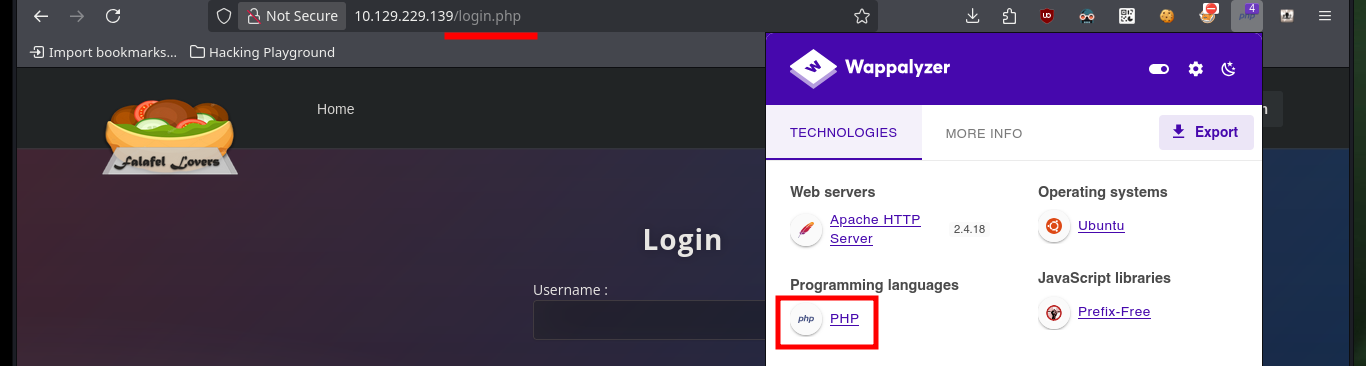 Not Secure 10.129.229.139/login.php
4
php
Import bookmarks... Hacking Playground
Wappalyzer
Home
Falafel Lovers
TECHNOLOGIES MORE INFO Export
Web servers Operating systems
Apache HTTP
Server
2.4.18
Ubuntu
Login
Programming languages JavaScript libraries
Username :
php PHP Prefix-Free